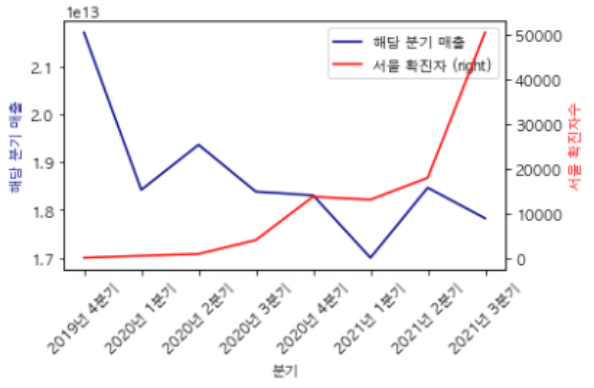 1e13
해당 분기 매출
서울 확진자 (right)
2.1
2.0
1.9
1.8
1.7
해당 분기 매출
50000
40000
30000
20000
10000
0
서울 확진자수
2019년 4분기
2020년 1분기
2020년 2분기
2020년 3분기
2020년 4분기
2021년 1분기
2021년 2분기
2021년 3분기
분기